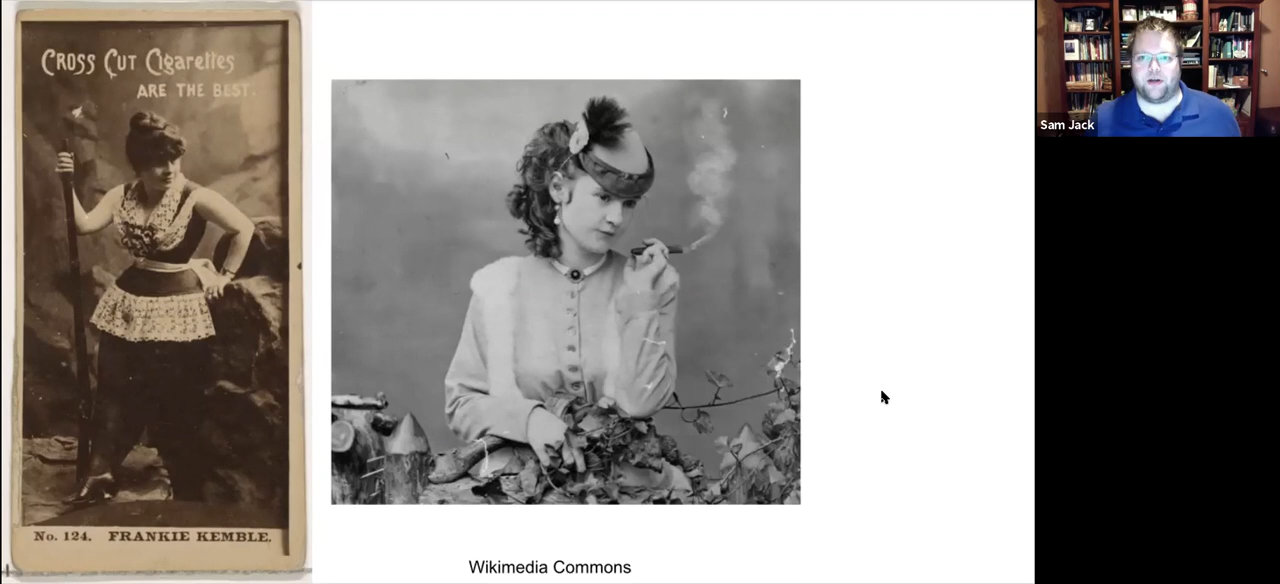 Cross Cut Cigarettes
ARE THE BEST.
No. 124. FRANKIE KEMBLE.
Wikimedia Commons
Sam Jack